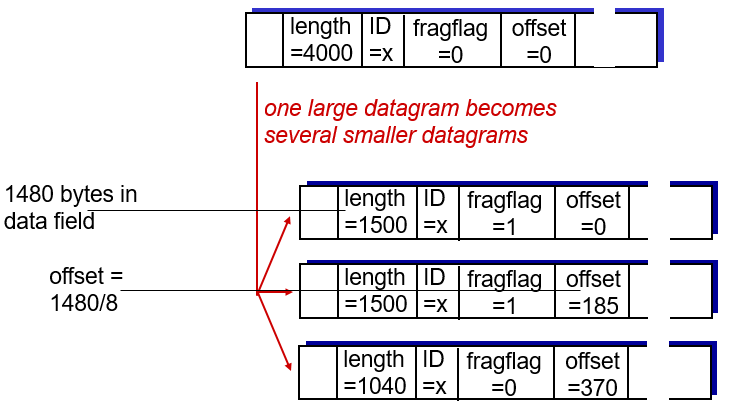 length ID fragflag offset
=4000 =x =0 =0
one large datagram becomes
several smaller datagrams
1480 bytes in
data field
length ID fragflag offset
=1500 =x =1 =0
offset =
1480/8
length ID fragflag offset
=1500 =x =1 =185
length ID fragflag offset
=1040 =x =0 =370